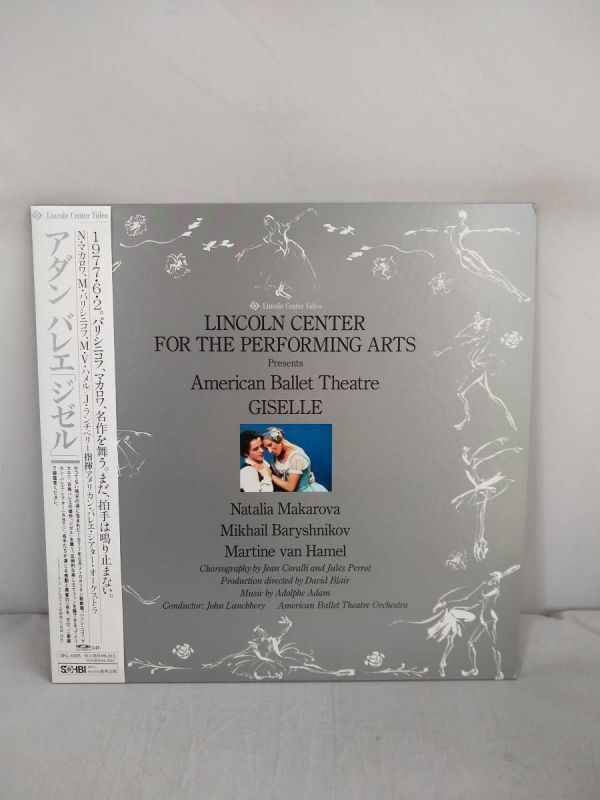 Lincoln Center Video
1977・6・2。バリシニコフ、マカロワ、名作を舞う。まだ、拍手は鳴り止まない。
N・マカロワ、M・バリシニコフ、M・V・ハメル J・ランチベリー指揮アメリカン・バレエ・シアター・オーケストラ
アダン バレエ「ジゼル」
SOHBI
Lincoln Center Video
LINCOLN CENTER
FOR THE PERFORMING ARTS
Presents
American Ballet Theatre
GISELLE
Natalia Makarova
Mikhail Baryshnikov
Martine van Hamel
Choreography by Jean Coralli and Jules Perrot
Production directed by David Blair
Music by Adolphe Adam
Conductor: John Lanchbery American Ballet Theatre Orchestra